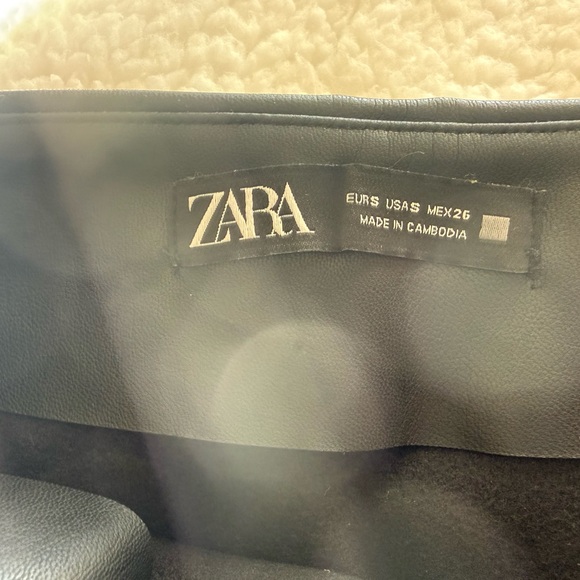 ZARA
EUR S USA S MEX 26
MADE IN CAMBODIA